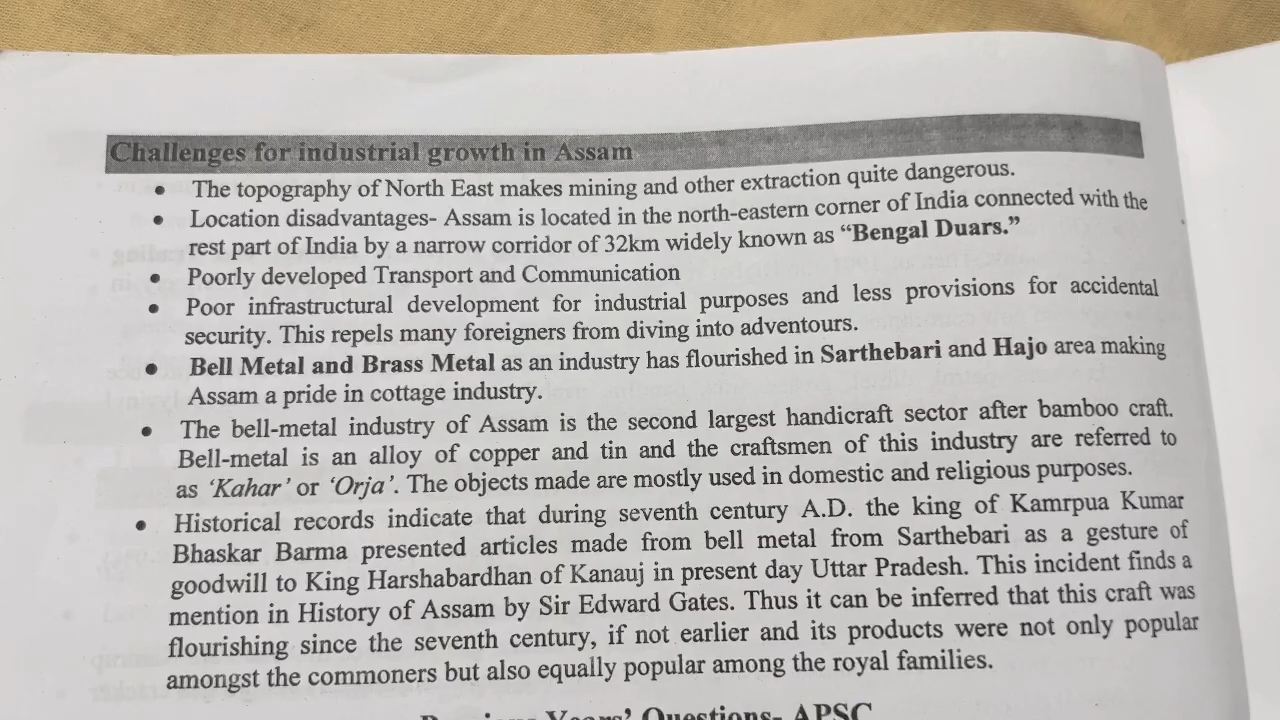 Challenges for industrial growth in Assam
• The topography of North East makes mining and other extraction quite dangerous.
• Location disadvantages- Assam is located in the north-eastern corner of India connected with the
rest part of India by a narrow corridor of 32km widely known as “Bengal Duars.”
• Poorly developed Transport and Communication
• Poor infrastructural development for industrial purposes and less provisions for accidental
security. This repels many foreigners from diving into adventours.
• Bell Metal and Brass Metal as an industry has flourished in Sarthebari and Hajo area making
Assam a pride in cottage industry.
• The bell-metal industry of Assam is the second largest handicraft sector after bamboo craft.
Bell-metal is an alloy of copper and tin and the craftsmen of this industry are referred to
as ‘Kahar’ or ‘Orja’. The objects made are mostly used in domestic and religious purposes.
• Historical records indicate that during seventh century A.D. the king of Kamrpua Kumar
Bhaskar Barma presented articles made from bell metal from Sarthebari as a gesture of
goodwill to King Harshabardhan of Kanauj in present day Uttar Pradesh. This incident finds a
mention in History of Assam by Sir Edward Gates. Thus it can be inferred that this craft was
flourishing since the seventh century, if not earlier and its products were not only popular
amongst the commoners but also equally popular among the royal families.
Years’ Questions- APSC